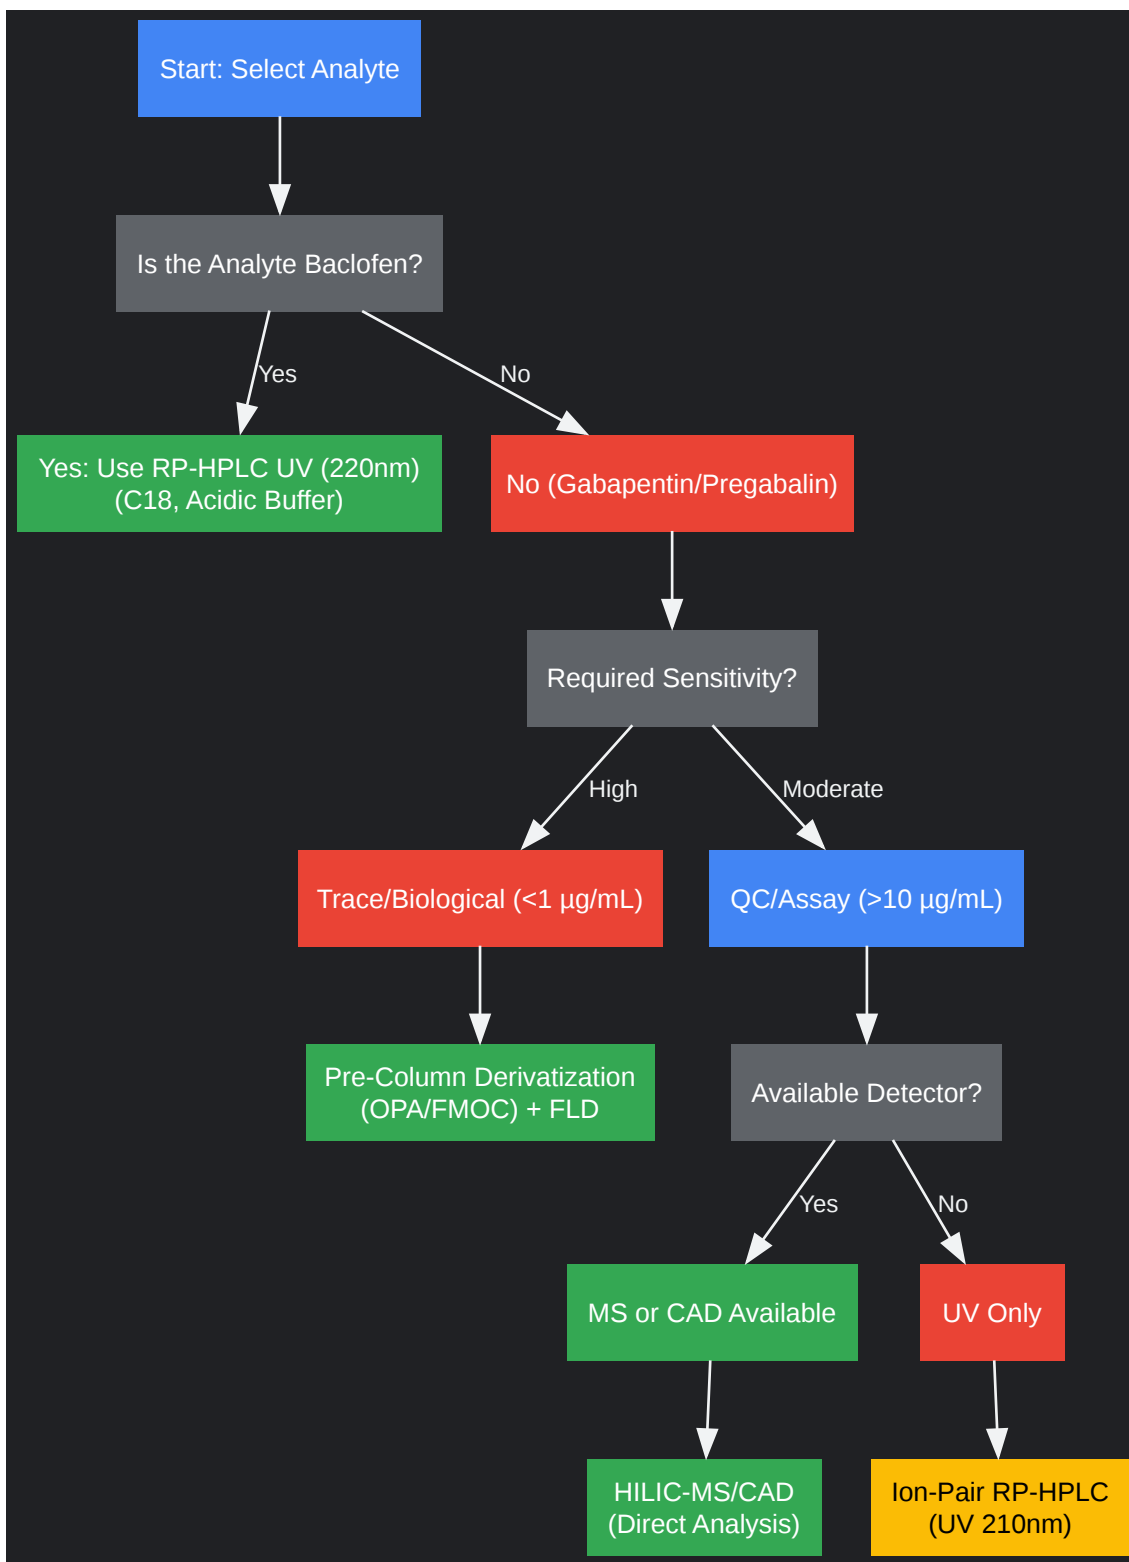 Start: Select Analyte
Is the Analyte Baclofen?
Yes
No
Yes: Use RP-HPLC UV (220nm)
(C18, Acidic Buffer)
No (Gabapentin/Pregabalin)
Required Sensitivity?
High
Moderate
Trace/Biological (<1 µg/mL)
QC/Assay (>10 µg/mL)
Pre-Column Derivatization
(OPA/FMOC) + FLD
Available Detector?
Yes
No
MS or CAD Available
UV Only
HILIC-MS/CAD
(Direct Analysis)
Ion-Pair RP-HPLC
(UV 210nm)